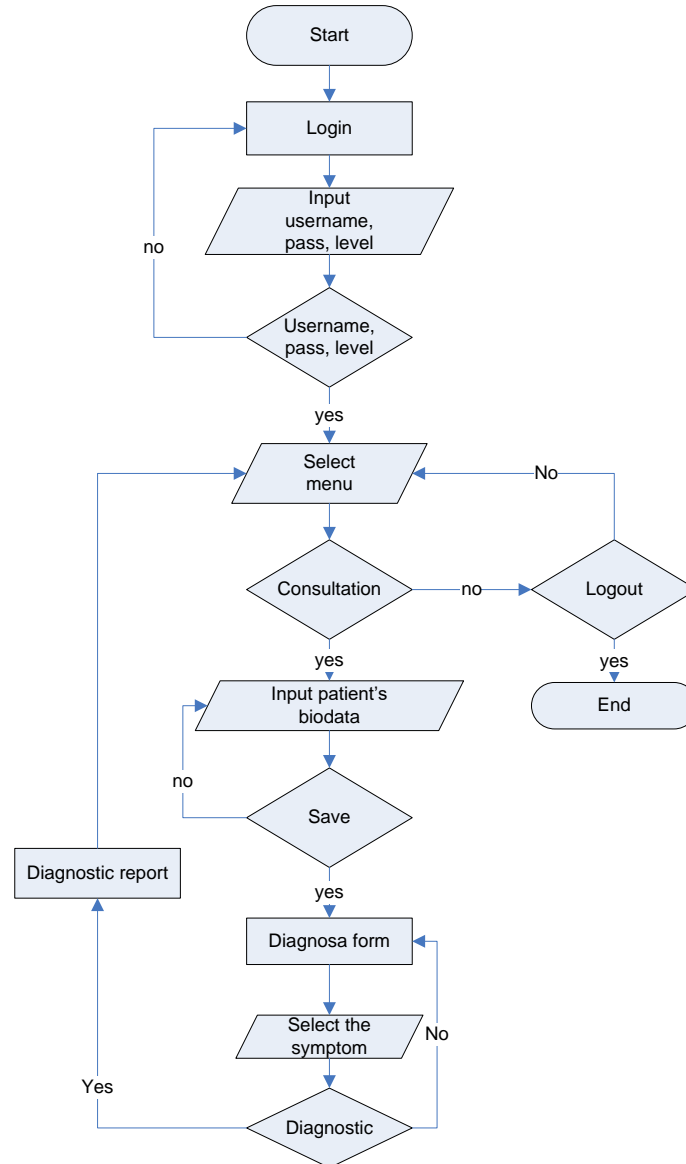 Start
Login
Input
username,
pass, level
no
Username,
pass, level
yes
Select
menu
No
Consultation
no
Logout
yes
yes
Input patient's
biodata
End
no
Save
Diagnostic report
yes
Diagnosa form
Select the
symptom
No
Yes
Diagnostic